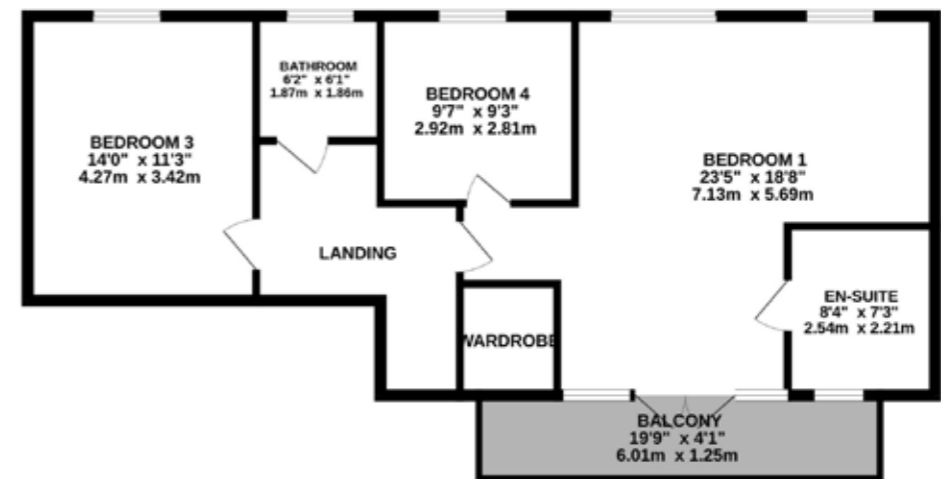 BATHROOM
6'2" x 6'1"
1.87m x 1.86m
BEDROOM 4
9'7" x 9'3"
2.92m x 2.81m
BEDROOM 3
14'0" x 11'3"
4.27m x 3.42m
BEDROOM 1
23'5" x 18'8"
7.13m x 5.69m
LANDING
EN-SUITE
8'4" x 7'3"
2.54m x 2.21m
WARDROBE
BALCONY
19'9" x 4'1"
6.01m x 1.25m